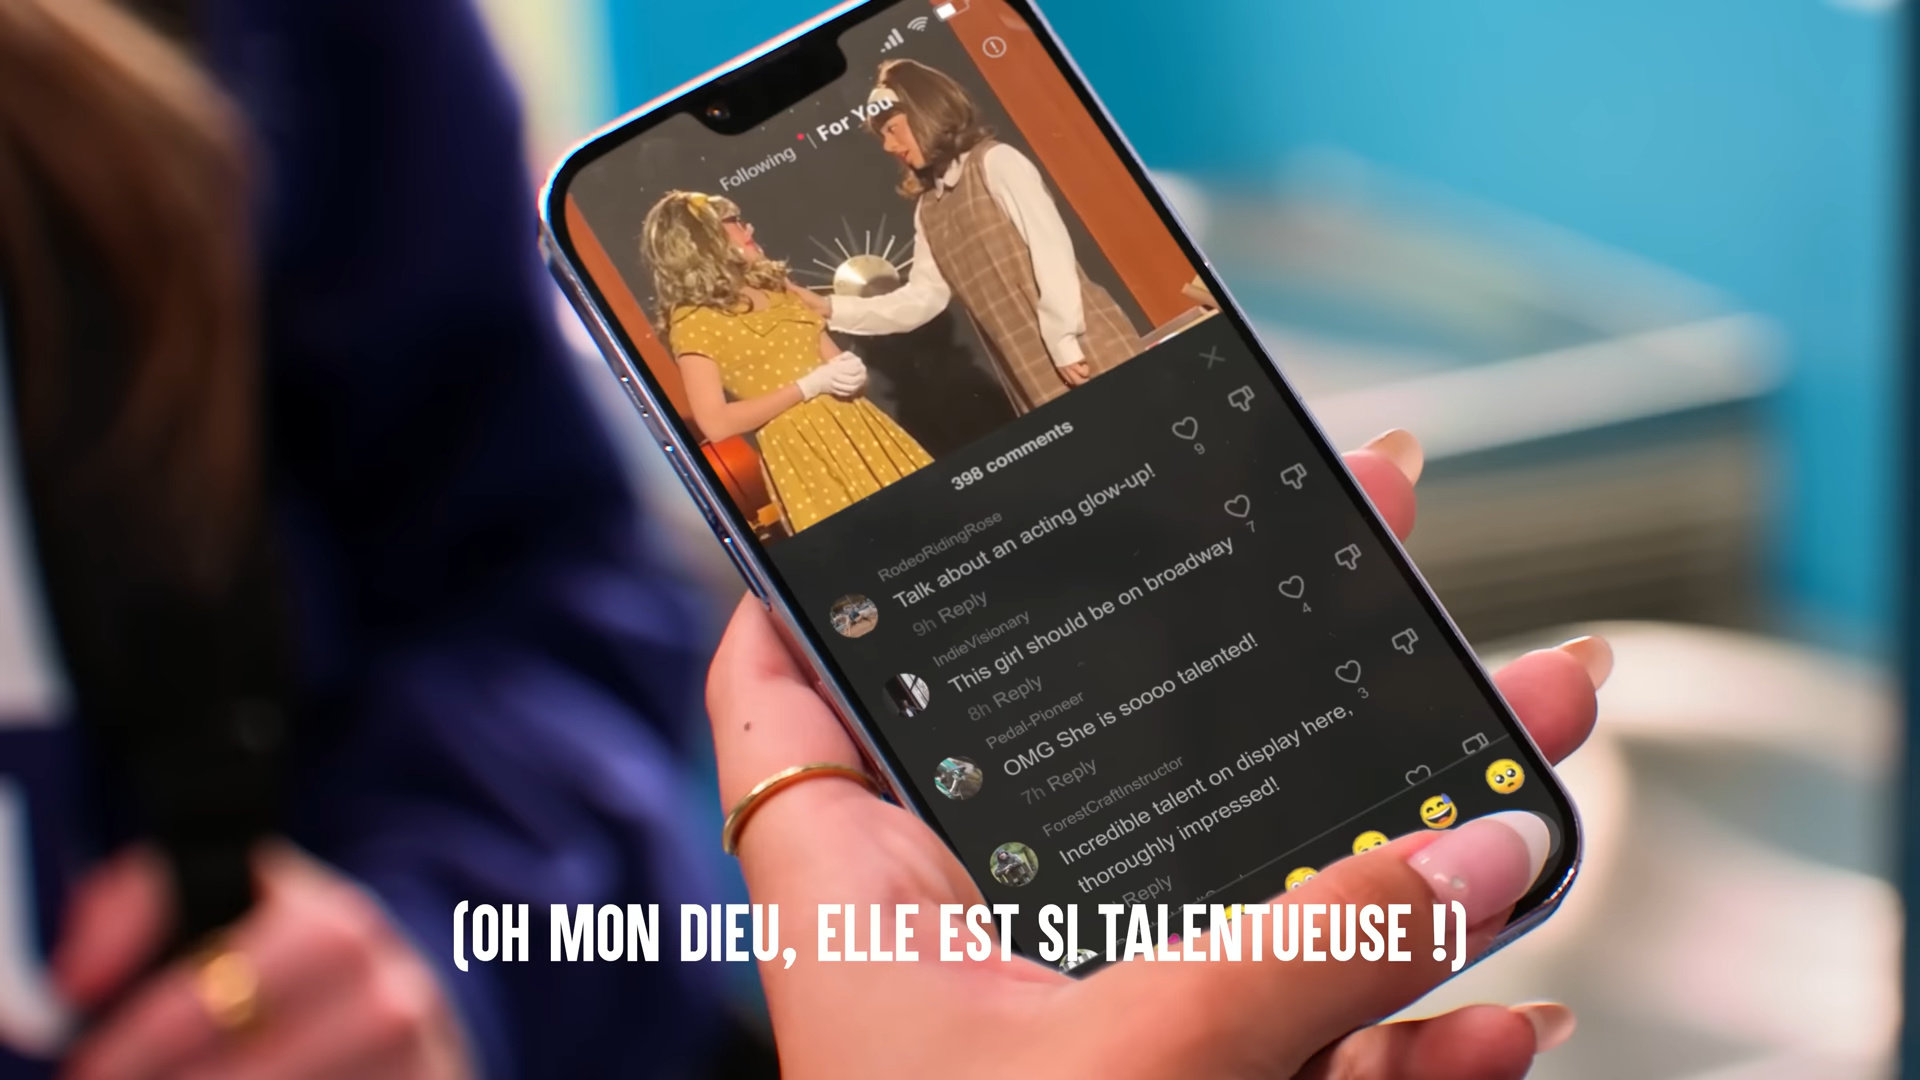 Following | For You
398 comments
RodeoRidingRose
Talk about an acting glow-up!
9h Reply
9
IndieVisionary
This girl should be on broadway
8h Reply
7
Pedal-Pioneer
OMG She is soooo talented!
7h Reply
4
ForestCraftInstructor
Incredible talent on display here,
thoroughly impressed!
Reply
3
(OH MON DIEU, ELLE EST SI TALENTUEUSE !)